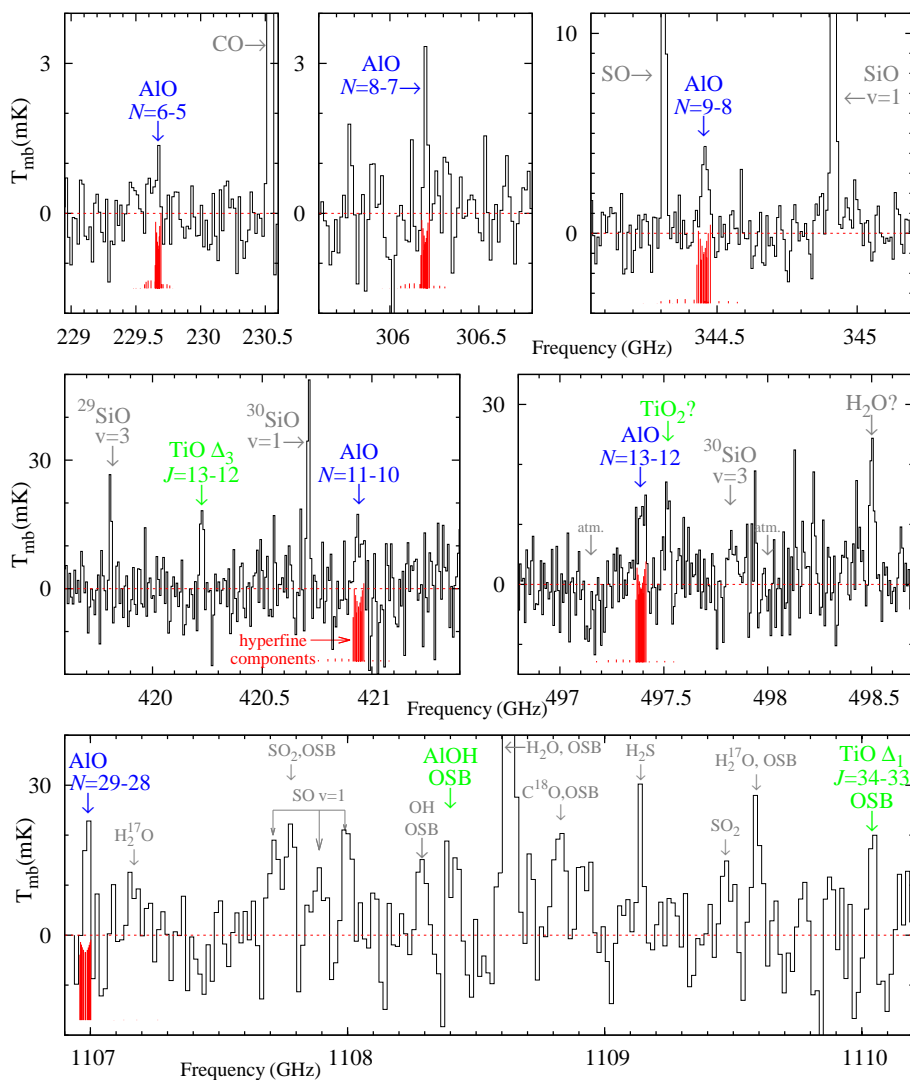 CO→
AlO
N=6-5
3
0
T_mb(mK)
229
229.5
230
230.5
AlO
N=8-7→
3
0
306
306.5
10
SO→
AlO
N=9-8
SiO
←v=1
0
344.5
345
Frequency (GHz)
²⁹SiO
v=3
TiO Δ₃
J=13-12
³⁰SiO
v=1→
AlO
N=11-10
40
0
T_mb(mK)
hyperfine
components
420
420.5
421
Frequency (GHz)
30
TiO₂?
AlO
N=13-12
H₂O?
³⁰SiO
v=3
atm.
atm.
0
497
497.5
498
498.5
30
AlO
N=29-28
H₂¹⁷O
SO₂,OSB
SO v=1
OH
OSB
AlOH
OSB
←H₂O, OSB
C¹⁸O,OSB
H₂S
SO₂
H₂¹⁷O, OSB
TiO Δ₁
J=34-33
OSB
0
T_mb(mK)
1107
1108
1109
1110
Frequency (GHz)